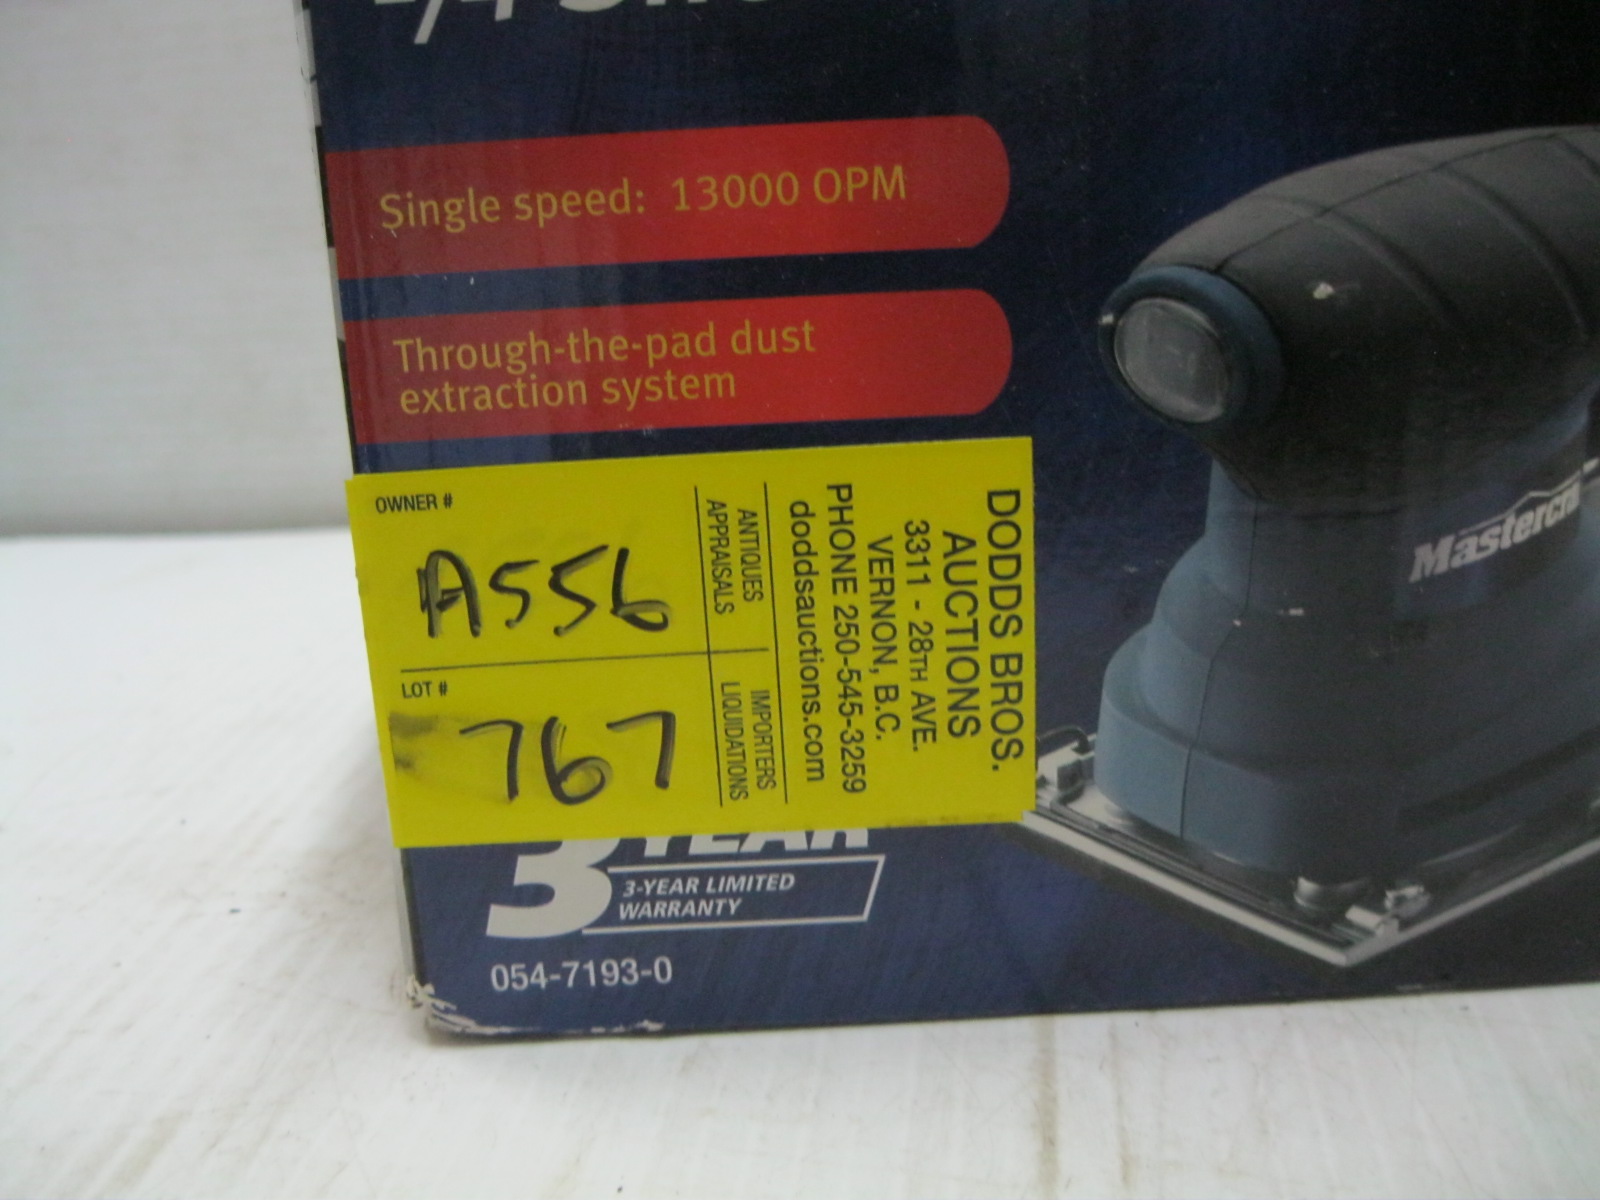 Single speed: 13000 OPM
Through-the-pad dust
extraction system
OWNER #
A556
LOT #
767
ANTIQUES
APPRAISALS
IMPORTERS
LIQUIDATIONS
DODDS BROS.
AUCTIONS
3311 - 28TH AVE.
VERNON, B.C.
PHONE 250-545-3259
doddsauctions.com
3 YEAR
3-YEAR LIMITED
WARRANTY
054-7193-0